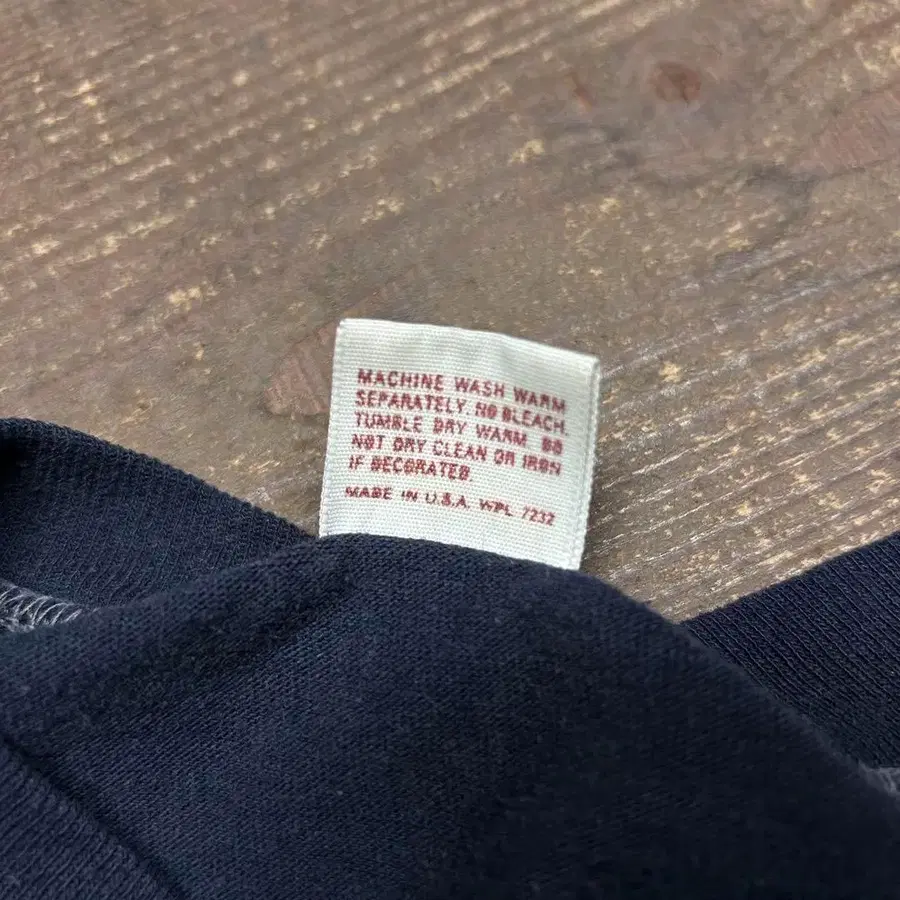 MACHINE WASH WARM
SEPARATELY. NO BLEACH.
TUMBLE DRY WARM DO
NOT DRY CLEAN OR IRON
IF DECORATED.
MADE IN U.S.A. WPL 7232